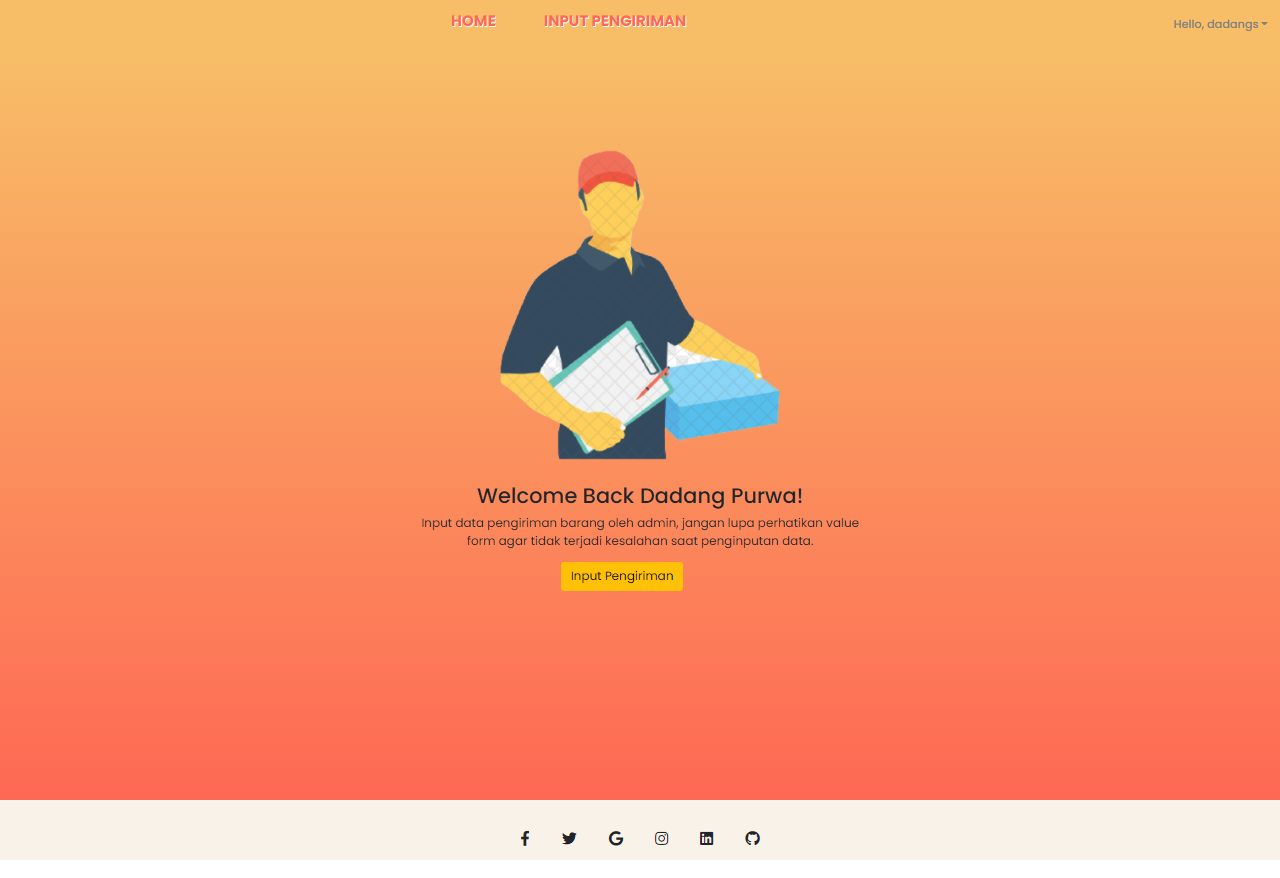 HOME INPUT PENGIRIMAN Hello, dadangs
Welcome Back Dadang Purwa!
Input data pengiriman barang oleh admin, jangan lupa perhatikan value
form agar tidak terjadi kesalahan saat penginputan data.
Input Pengiriman